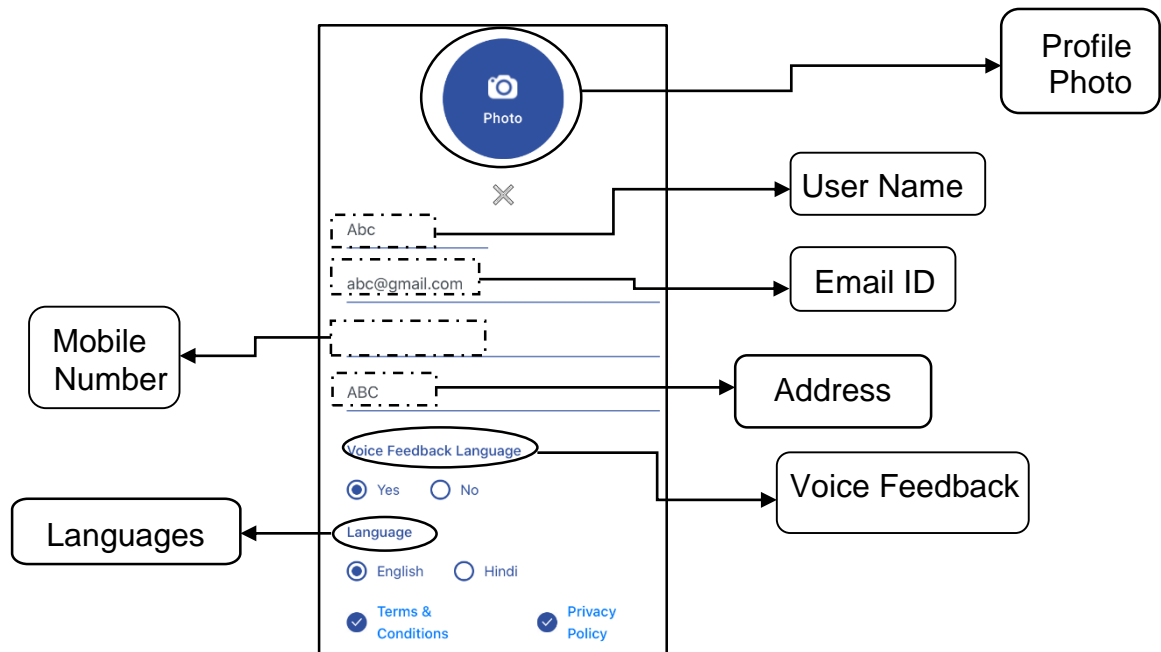 Profile
Photo
Photo
User Name
Abc
Email ID
abc@gmail.com
Mobile
Number
Address
ABC
Voice Feedback Language
Voice Feedback
Yes No
Languages
Language
English Hindi
Terms &
Conditions
Privacy
Policy